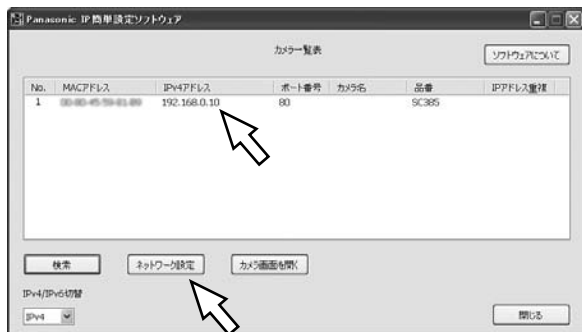 Panasonic IP簡単設定ソフトウェア
カメラ一覧表
ソフトウェアについて
No. MACアドレス IPv4アドレス ポート番号 カメラ名 品番 IPアドレス重複
1 192.168.0.10 80 SC385
検索 ネットワーク設定 カメラ画面を開く
IPv4/IPv6切替
IPv4 閉じる